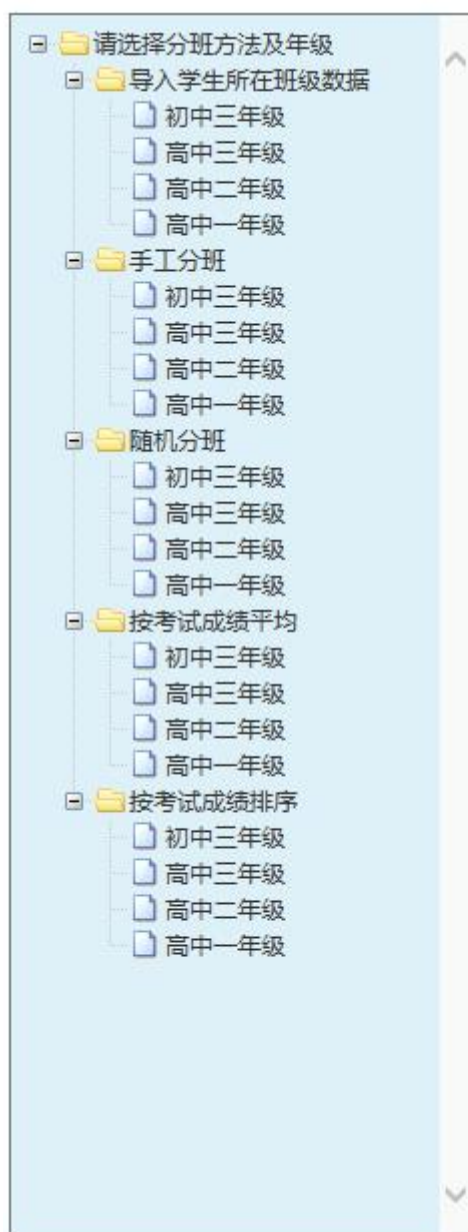 请选择分班方法及年级
导入学生所在班级数据
初中三年级
高中三年级
高中二年级
高中一年级
手工分班
初中三年级
高中三年级
高中二年级
高中一年级
随机分班
初中三年级
高中三年级
高中二年级
高中一年级
按考试成绩平均
初中三年级
高中三年级
高中二年级
高中一年级
按考试成绩排序
初中三年级
高中三年级
高中二年级
高中一年级